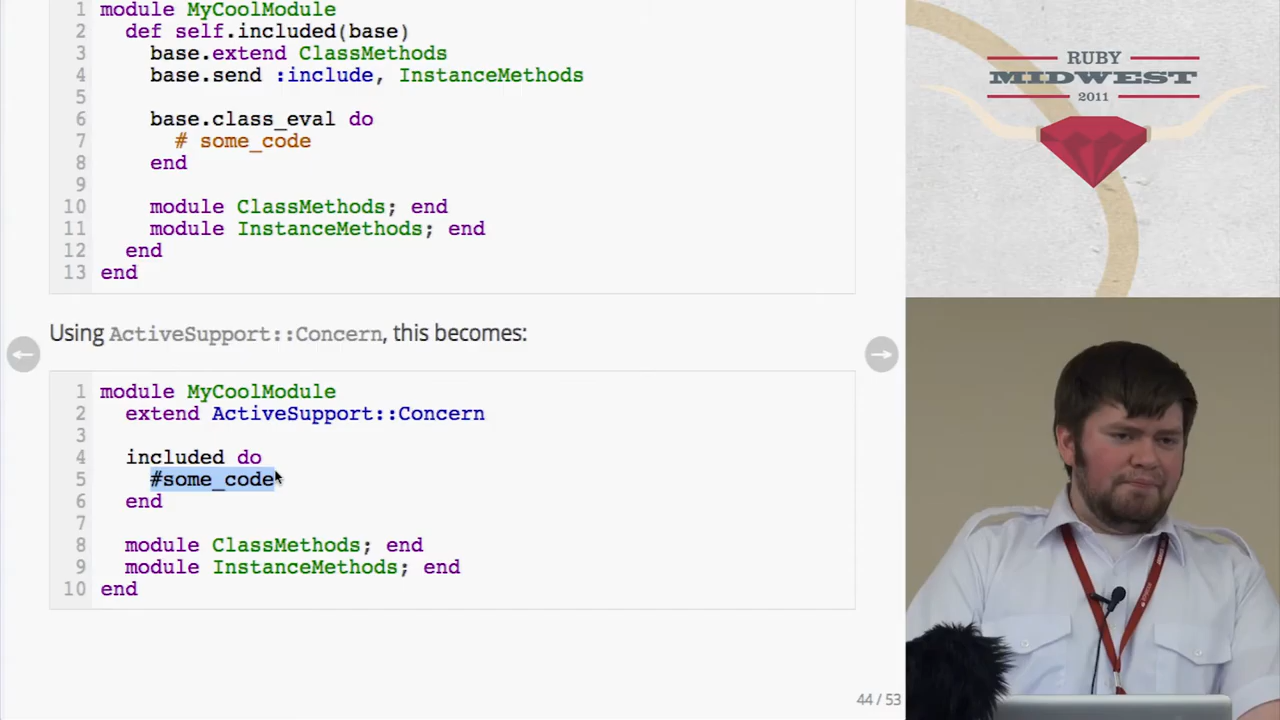 1 module MyCoolModule
2 def self.included(base)
3 base.extend ClassMethods
4 base.send :include, InstanceMethods
5
6 base.class_eval do
7 # some_code
8 end
9
10 module ClassMethods; end
11 module InstanceMethods; end
12 end
13 end
Using ActiveSupport::Concern, this becomes:
1 module MyCoolModule
2 extend ActiveSupport::Concern
3
4 included do
5 #some_code
6 end
7
8 module ClassMethods; end
9 module InstanceMethods; end
10 end
44 / 53
RUBY
MIDWEST
2011